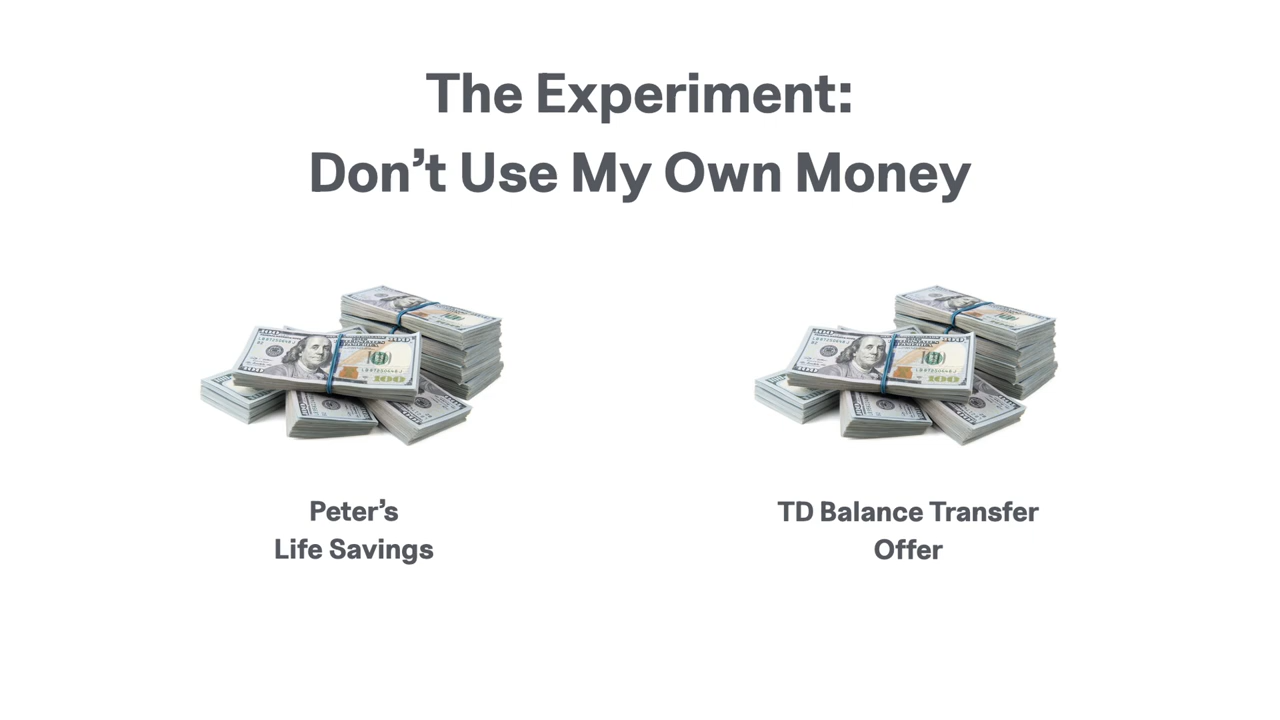 The Experiment:
Don’t Use My Own Money
Peter’s
Life Savings
TD Balance Transfer
Offer